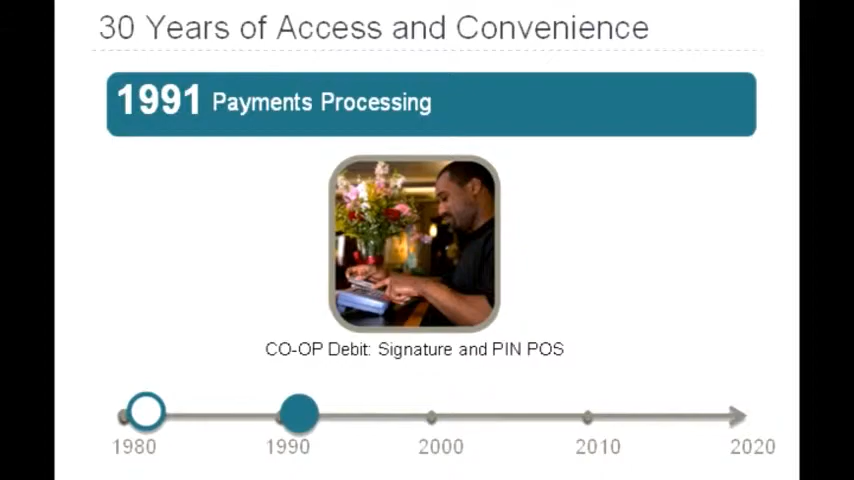 30 Years of Access and Convenience
1991 Payments Processing
CO-OP Debit: Signature and PIN POS
1980 1990 2000 2010 2020